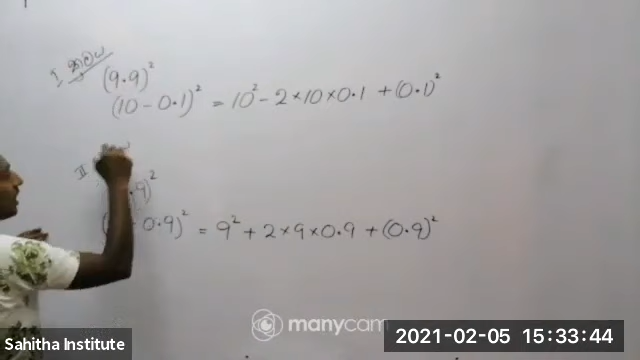 I ක්‍රමය
(9.9)²
(10 - 0.1)² = 10² - 2×10×0.1 + (0.1)²
II
.9)²
0.9)² = 9² + 2×9×0.9 + (0.9)²
manycam
Sahitha Institute
2021-02-05 15:33:44